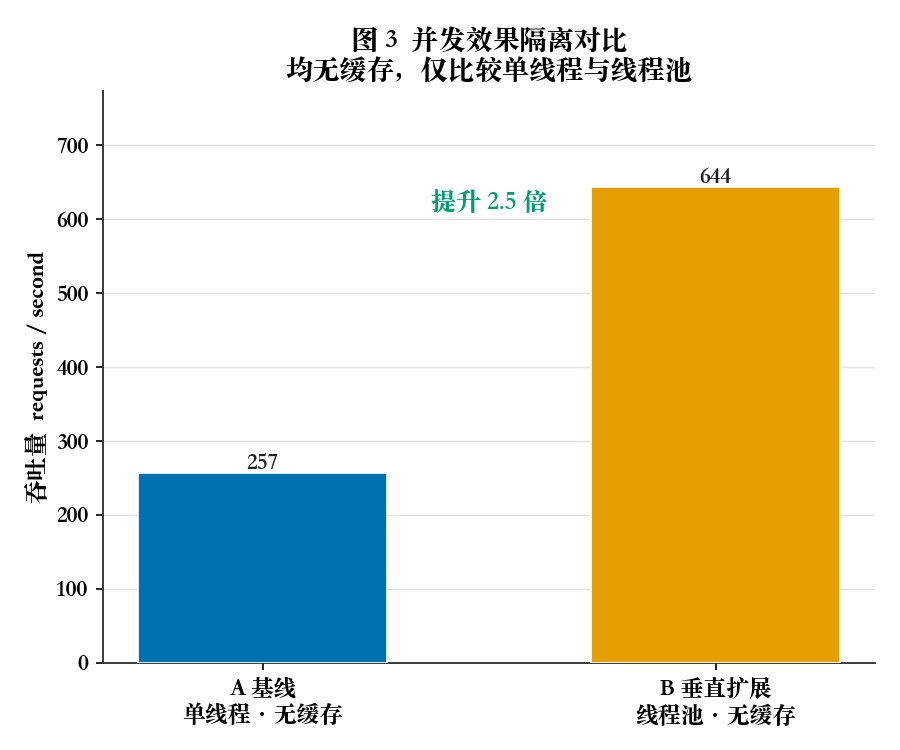 图 3 并发效果隔离对比
均无缓存，仅比较单线程与线程池
吞吐量 requests / second
700
600
500
400
300
200
100
0
提升 2.5 倍
257
644
A 基线
单线程 · 无缓存
B 垂直扩展
线程池 · 无缓存